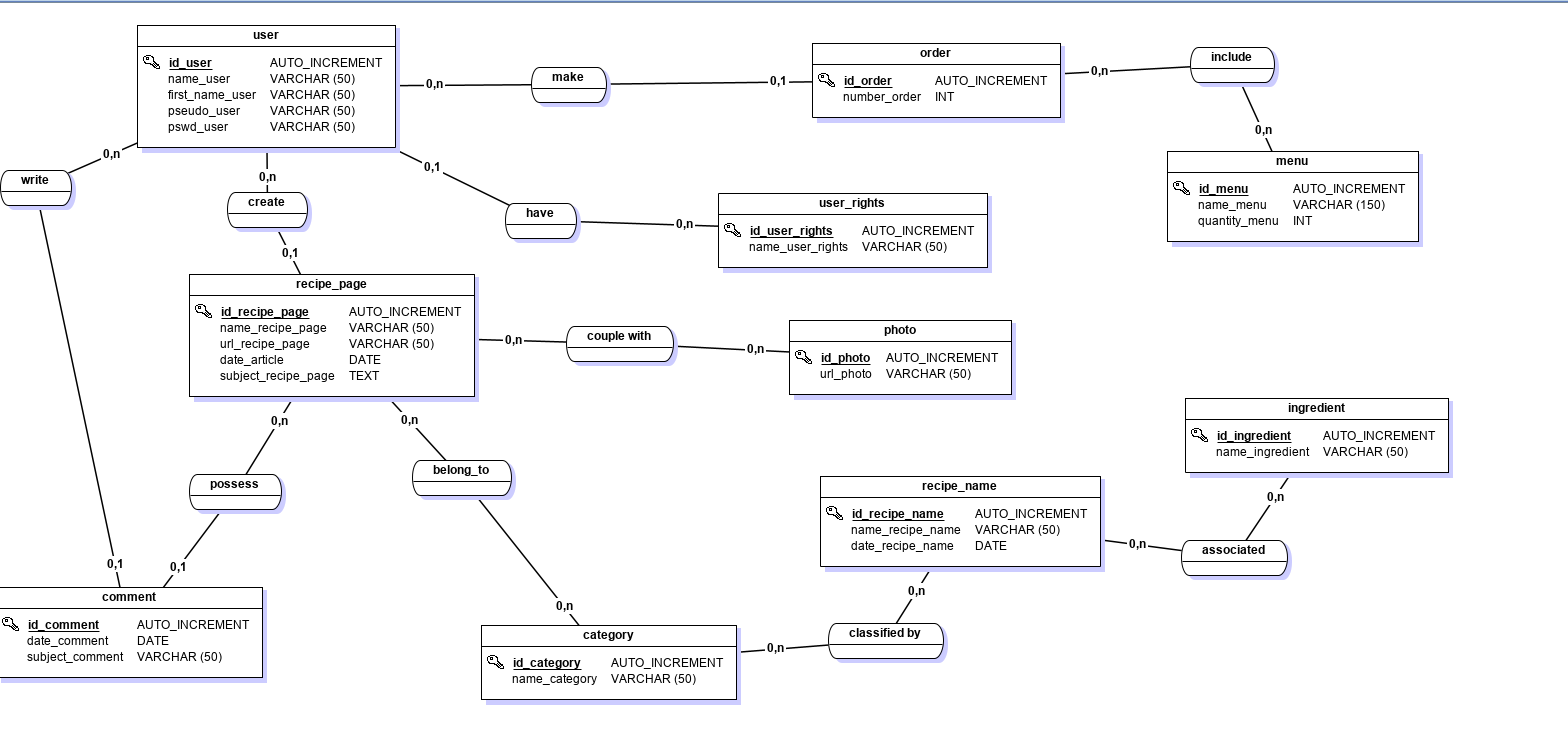 user
id_user AUTO_INCREMENT
name_user VARCHAR (50)
first_name_user VARCHAR (50)
pseudo_user VARCHAR (50)
pswd_user VARCHAR (50)
0,n
make
0,1
order
id_order AUTO_INCREMENT
number_order INT
0,n
include
0,n
menu
id_menu AUTO_INCREMENT
name_menu VARCHAR (150)
quantity_menu INT
0,n
write
0,1
0,n
create
0,1
0,1
have
0,n
user_rights
id_user_rights AUTO_INCREMENT
name_user_rights VARCHAR (50)
recipe_page
id_recipe_page AUTO_INCREMENT
name_recipe_page VARCHAR (50)
url_recipe_page VARCHAR (50)
date_article DATE
subject_recipe_page TEXT
0,n
couple with
0,n
photo
id_photo AUTO_INCREMENT
url_photo VARCHAR (50)
0,n
possess
0,1
0,n
belong_to
0,n
ingredient
id_ingredient AUTO_INCREMENT
name_ingredient VARCHAR (50)
0,n
associated
0,n
recipe_name
id_recipe_name AUTO_INCREMENT
name_recipe_name VARCHAR (50)
date_recipe_name DATE
0,n
classified by
0,n
comment
id_comment AUTO_INCREMENT
date_comment DATE
subject_comment VARCHAR (50)
category
id_category AUTO_INCREMENT
name_category VARCHAR (50)